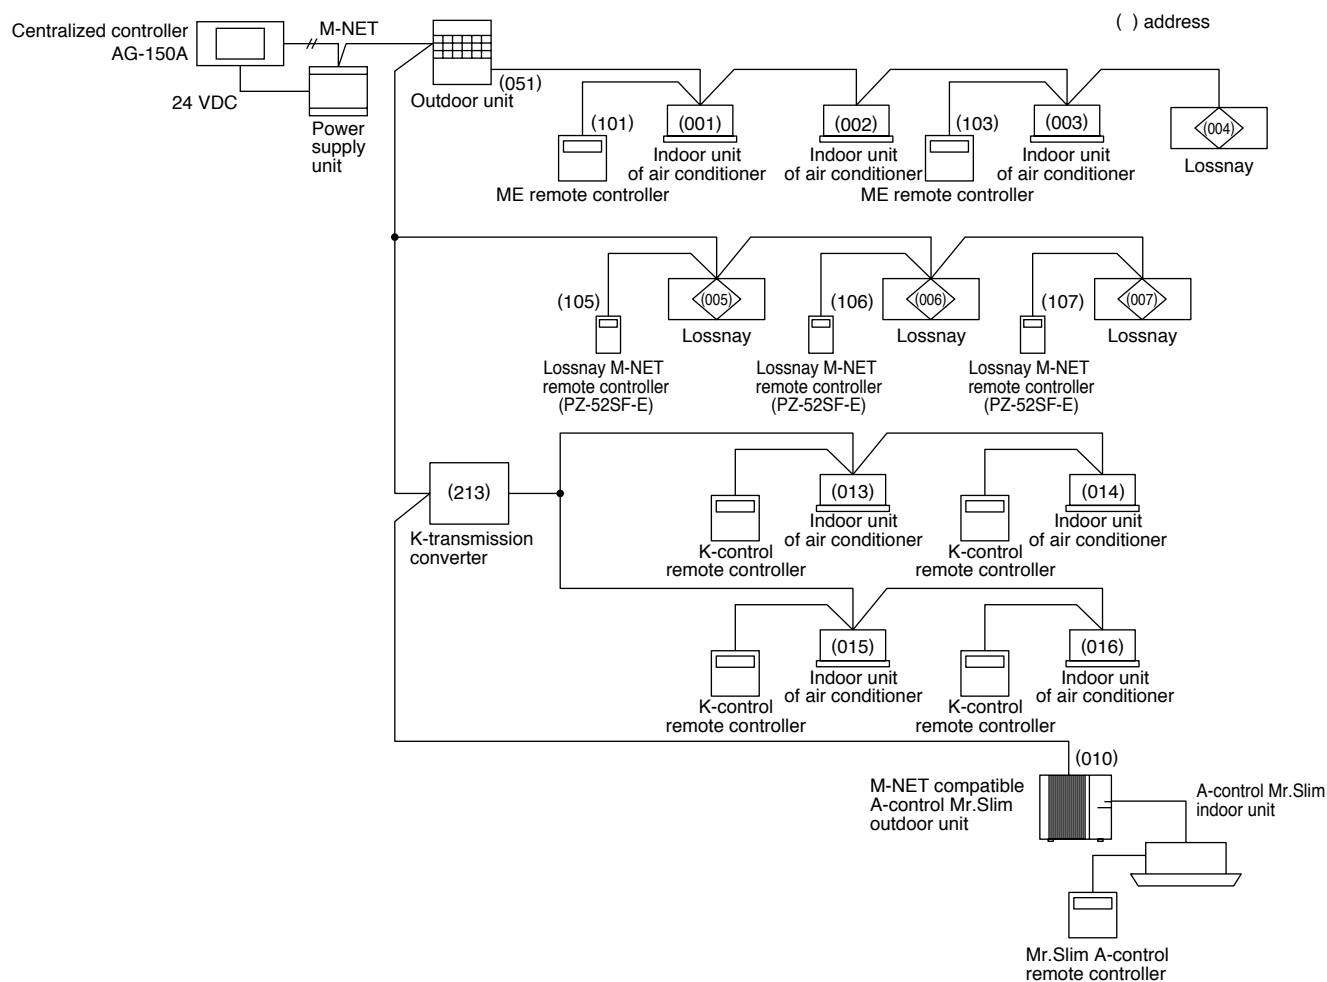 ( ) address
Centralized controller
AG-150A
M-NET
24 VDC
Power
supply
unit
Outdoor unit
(051)
(101)
(001)
(002)
(103)
(003)
(004)
Indoor unit
of air conditioner
Indoor unit
of air conditioner
Indoor unit
of air conditioner
Lossnay
ME remote controller
ME remote controller
(105)
(005)
(106)
(006)
(107)
(007)
Lossnay
Lossnay
Lossnay
Lossnay M-NET
remote controller
(PZ-52SF-E)
Lossnay M-NET
remote controller
(PZ-52SF-E)
Lossnay M-NET
remote controller
(PZ-52SF-E)
(213)
K-transmission
converter
(013)
(014)
Indoor unit
of air conditioner
Indoor unit
of air conditioner
K-control
remote controller
K-control
remote controller
(015)
(016)
Indoor unit
of air conditioner
Indoor unit
of air conditioner
K-control
remote controller
K-control
remote controller
(010)
M-NET compatible
A-control Mr.Slim
outdoor unit
A-control Mr.Slim
indoor unit
Mr.Slim A-control
remote controller